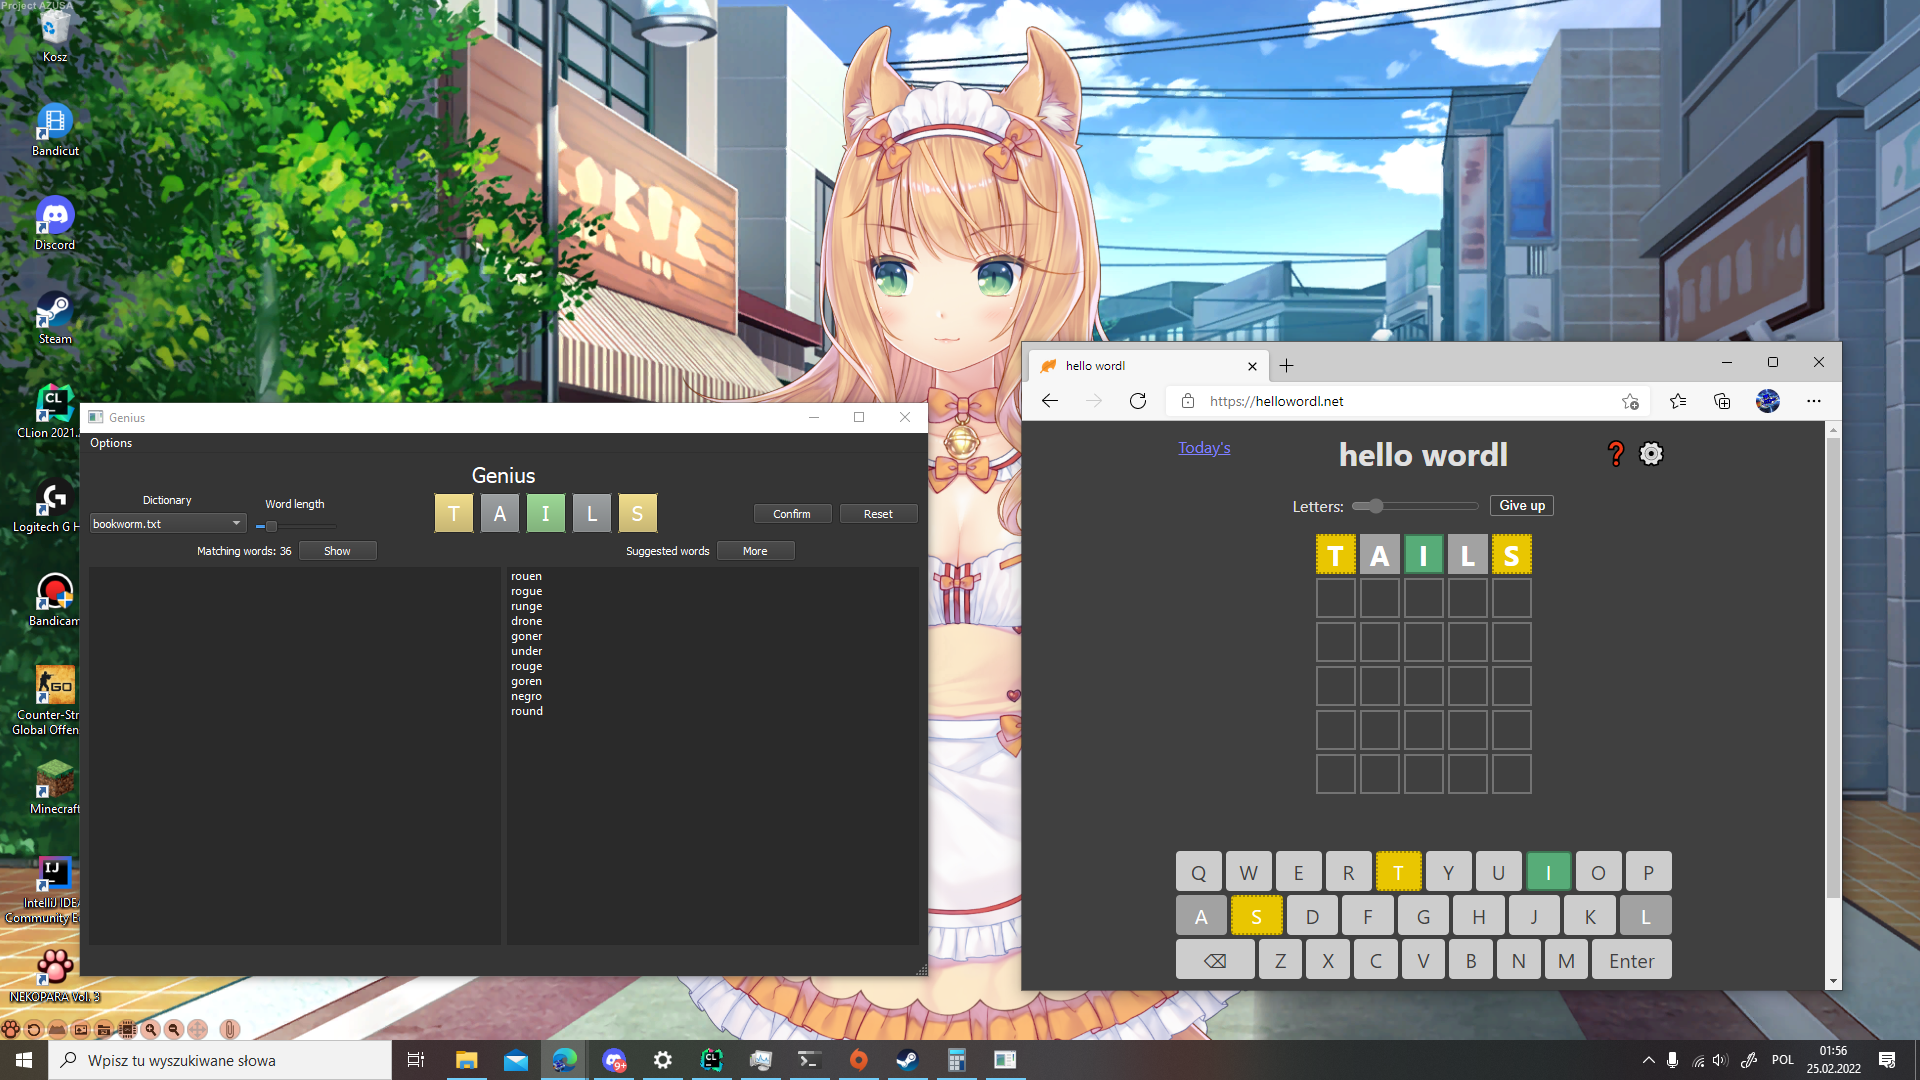 Project AZUSA
Kosz
Bandicut
Discord
Steam
CLion 2021...
Logitech G H
Bandicam
Counter-Str
Global Offen
Minecraft
IntelliJ IDEA
Community E
NEKOPARA Vol. 3
Genius
Options
Genius
Dictionary
Word length
bookworm.txt
T A I L S
Confirm
Reset
Matching words: 36
Show
Suggested words
More
rouen
rogue
runge
drone
goner
under
rouge
goren
negro
round
hello wordl
https://hellowordl.net
Today's
hello wordl
Letters:
Give up
T A I L S
Q W E R T Y U I O P
A S D F G H J K L
Z X C V B N M Enter
Wpisz tu wyszukiwane słowa
9+
POL
01:56
25.02.2022